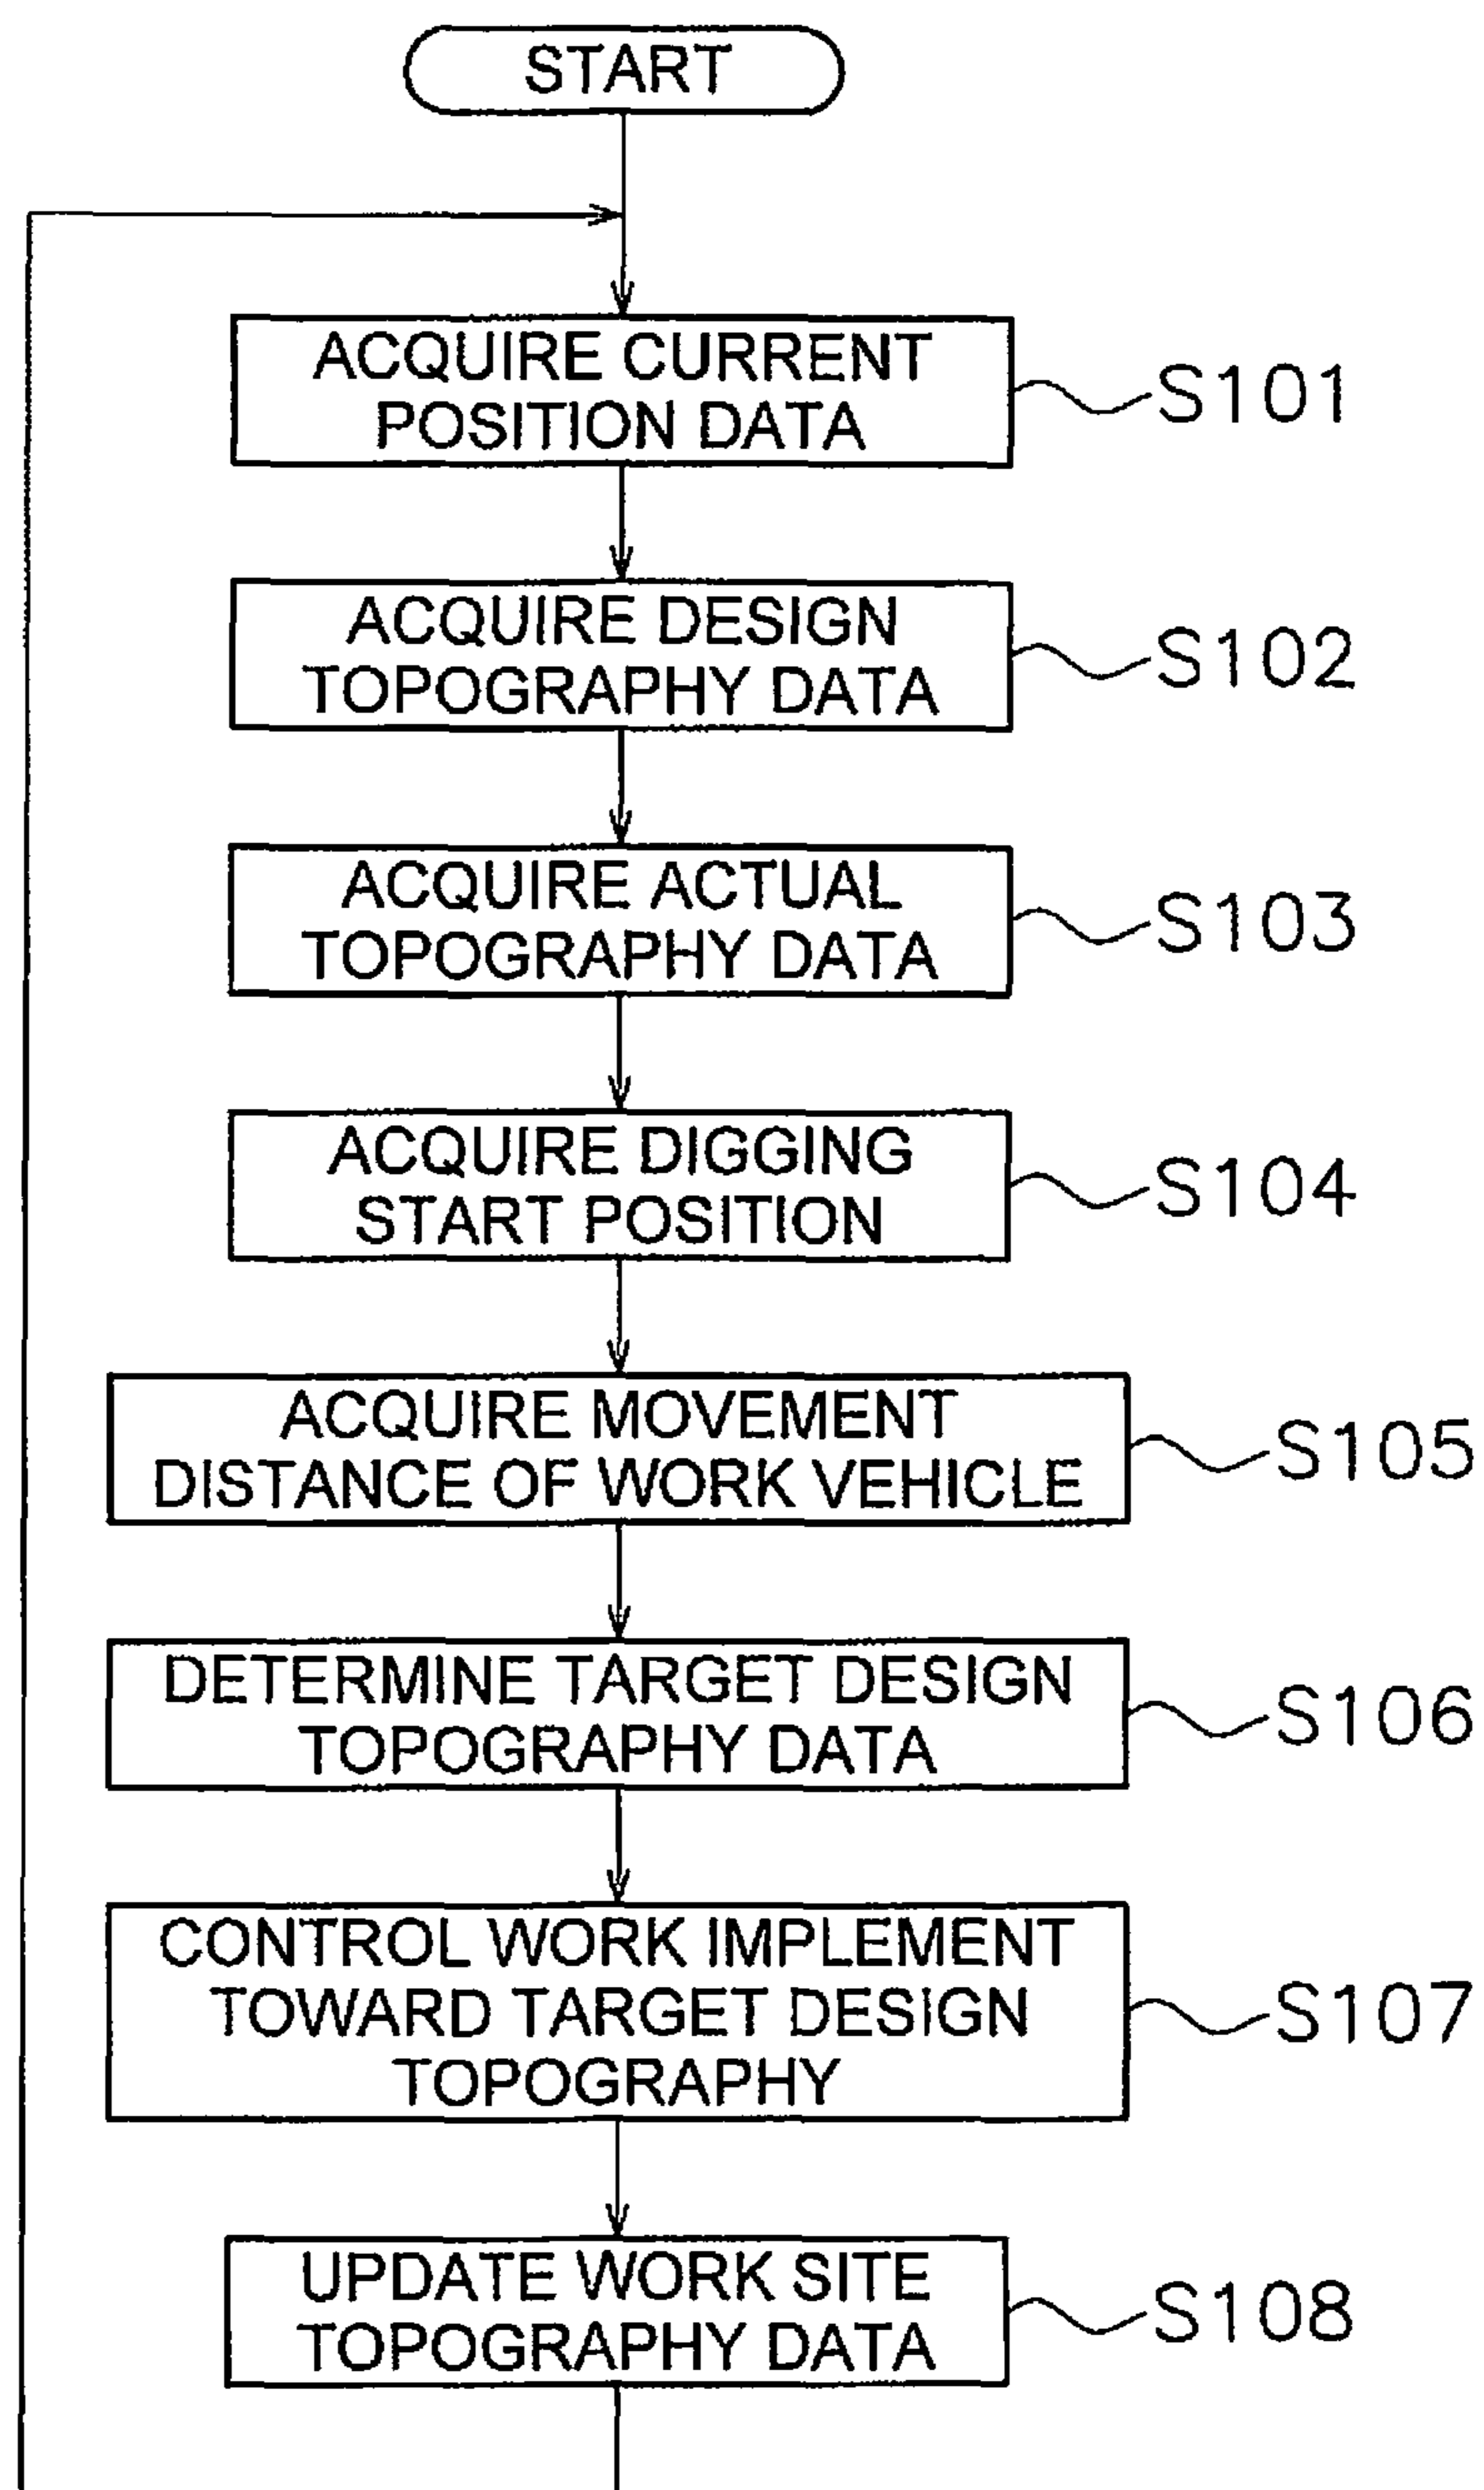 START
ACQUIRE CURRENT
POSITION DATA
S101
ACQUIRE DESIGN
TOPOGRAPHY DATA
S102
ACQUIRE ACTUAL
TOPOGRAPHY DATA
S103
ACQUIRE DIGGING
START POSITION
S104
ACQUIRE MOVEMENT
DISTANCE OF WORK VEHICLE
S105
DETERMINE TARGET DESIGN
TOPOGRAPHY DATA
S106
CONTROL WORK IMPLEMENT
TOWARD TARGET DESIGN
TOPOGRAPHY
S107
UPDATE WORK SITE
TOPOGRAPHY DATA
S108